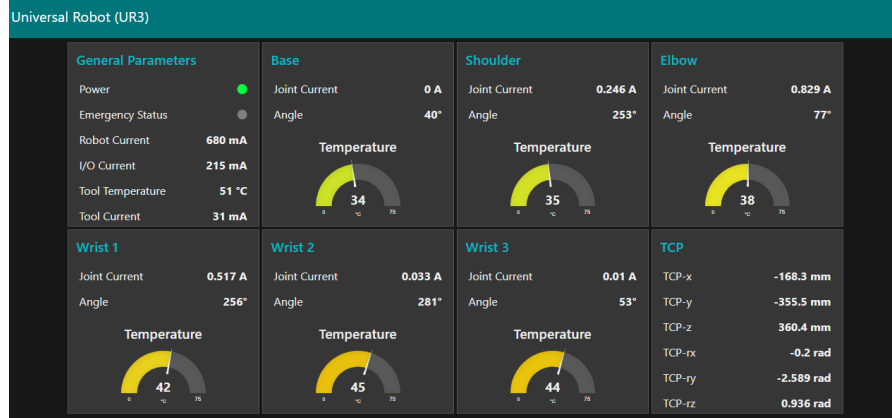 Universal Robot (UR3)
General Parameters
Power
Emergency Status
Robot Current 680 mA
I/O Current 215 mA
Tool Temperature 51 °C
Tool Current 31 mA
Base
Joint Current 0 A
Angle 40°
Temperature
34
0 °C 75
Shoulder
Joint Current 0.246 A
Angle 253°
Temperature
35
0 °C 75
Elbow
Joint Current 0.829 A
Angle 77°
Temperature
38
0 °C 75
Wrist 1
Joint Current 0.517 A
Angle 256°
Temperature
42
0 °C 75
Wrist 2
Joint Current 0.033 A
Angle 281°
Temperature
45
0 °C 75
Wrist 3
Joint Current 0.01 A
Angle 53°
Temperature
44
0 °C 75
TCP
TCP-x -168.3 mm
TCP-y -355.5 mm
TCP-z 360.4 mm
TCP-rx -0.2 rad
TCP-ry -2.589 rad
TCP-rz 0.936 rad